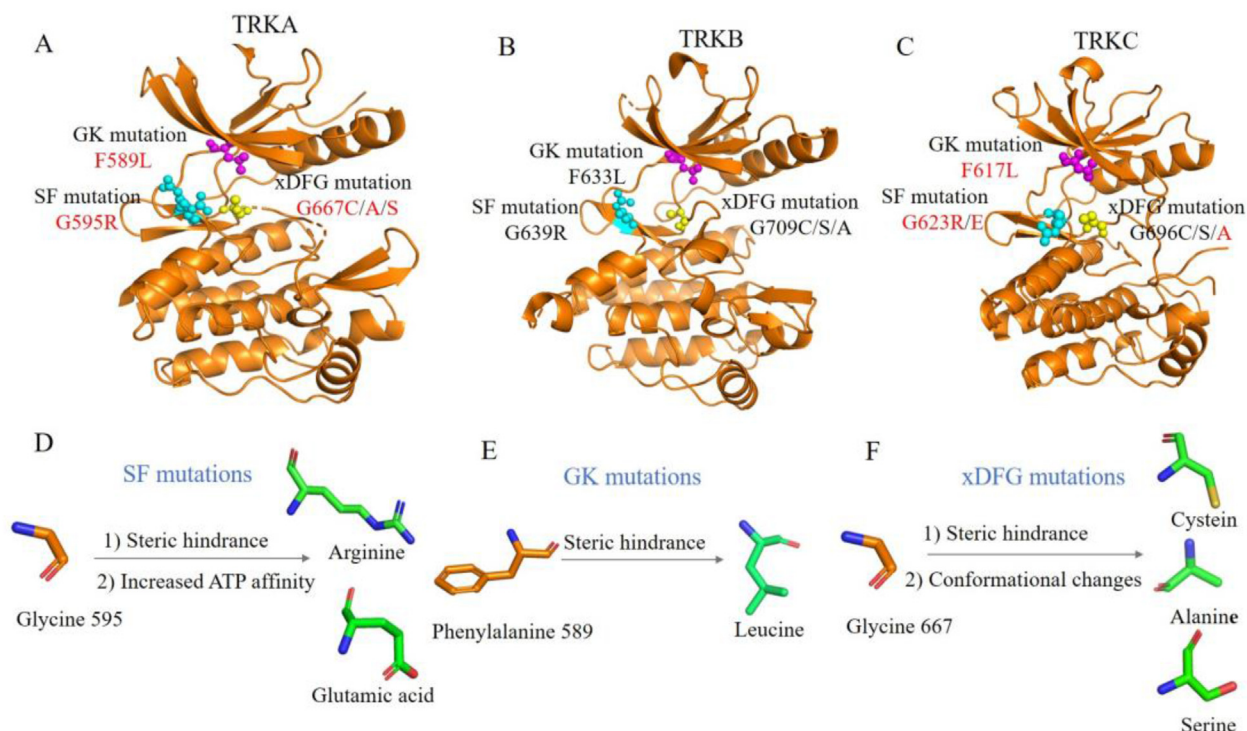 A
TRKA
GK mutation
F589L
SF mutation
G595R
xDFG mutation
G667C/A/S
B
TRKB
GK mutation
F633L
SF mutation
G639R
xDFG mutation
G709C/S/A
C
TRKC
GK mutation
F617L
SF mutation
G623R/E
xDFG mutation
G696C/S/A
D
SF mutations
1) Steric hindrance
2) Increased ATP affinity
Glycine 595
Arginine
Glutamic acid
E
GK mutations
Steric hindrance
Phenylalanine 589
Leucine
F
xDFG mutations
1) Steric hindrance
2) Conformational changes
Glycine 667
Cystein
Alanine
Serine